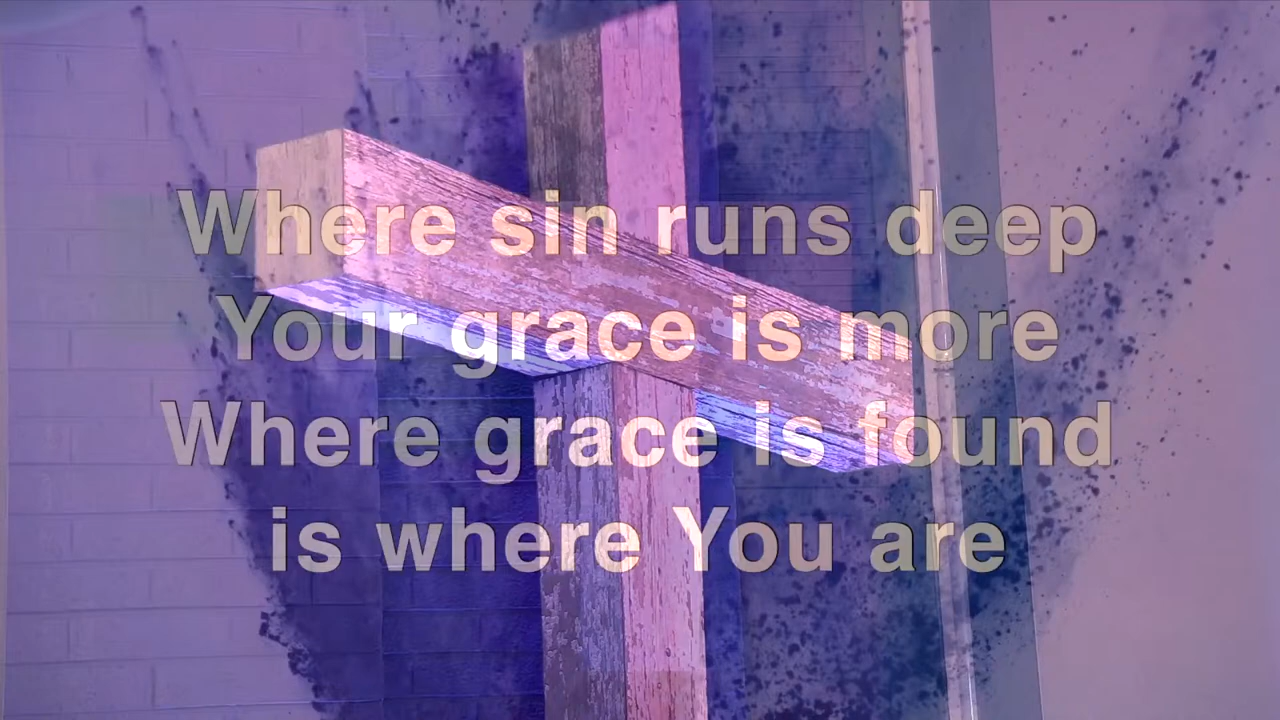 Where sin runs deep
Your grace is more
Where grace is found
is where You are